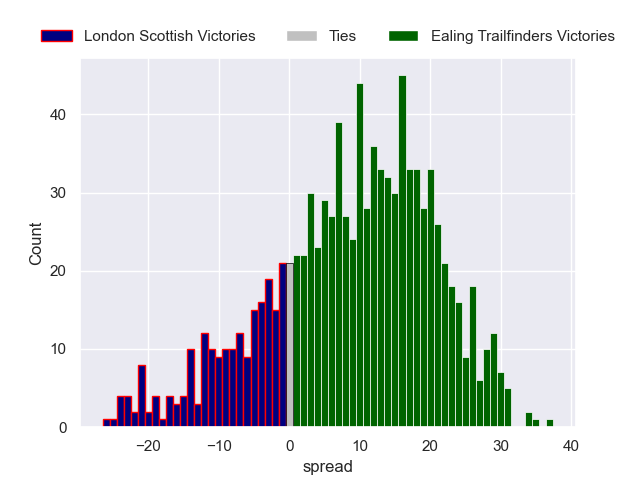 London Scottish Victories Ties Ealing Trailfinders Victories
Count
40
30
20
10
0
−20 −10 0 10 20 30 40
spread